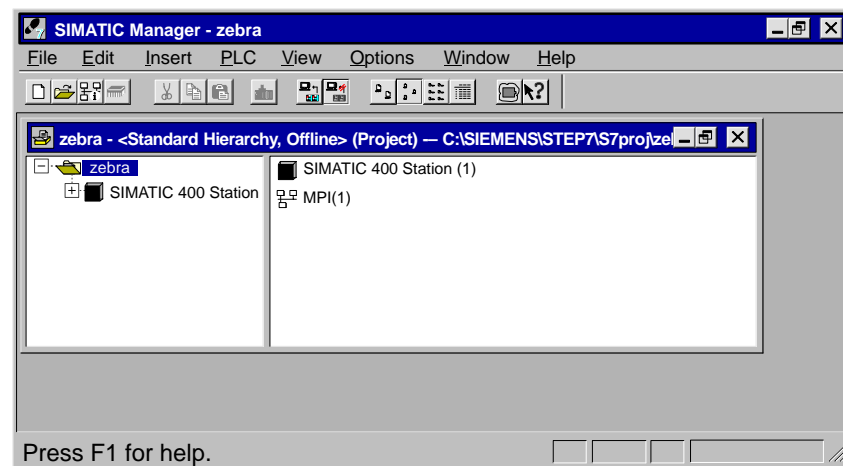 SIMATIC Manager - zebra
File Edit Insert PLC View Options Window Help
zebra - <Standard Hierarchy, Offline> (Project) — C:\SIEMENS\STEP7\S7proj\zel
zebra
SIMATIC 400 Station
SIMATIC 400 Station (1)
MPI(1)
Press F1 for help.